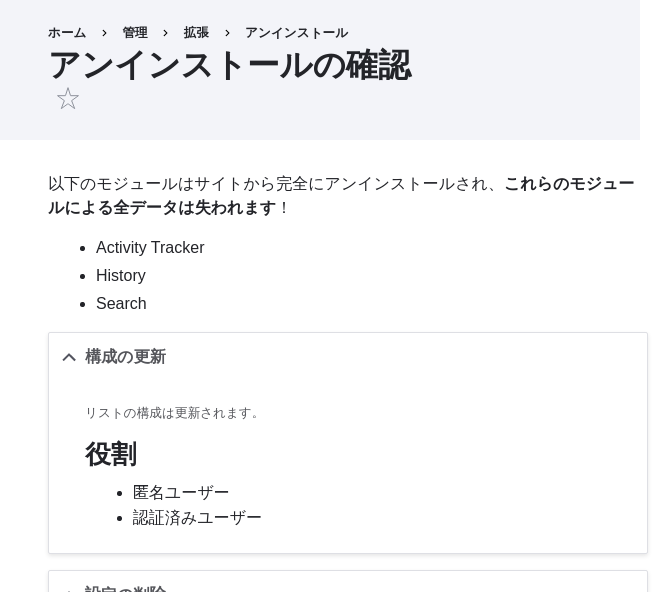 ホーム › 管理 › 拡張 › アンインストール
アンインストールの確認
以下のモジュールはサイトから完全にアンインストールされ、これらのモジュー
ルによる全データは失われます！
Activity Tracker
History
Search
構成の更新
リストの構成は更新されます。
役割
匿名ユーザー
認証済みユーザー
設定の削除